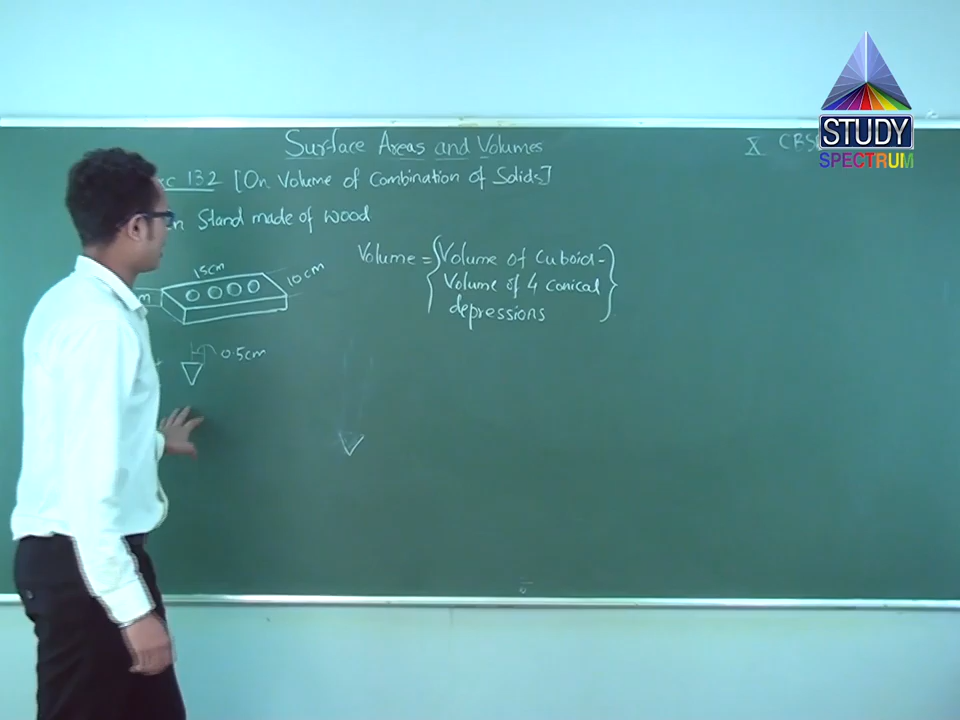 STUDY
SPECTRUM
Surface Areas and Volumes
X CBS
132 [On Volume of Combination of Solids]
Stand made of wood
Volume = {Volume of Cuboid -
Volume of 4 conical
depressions}
15cm
10cm
0.5cm